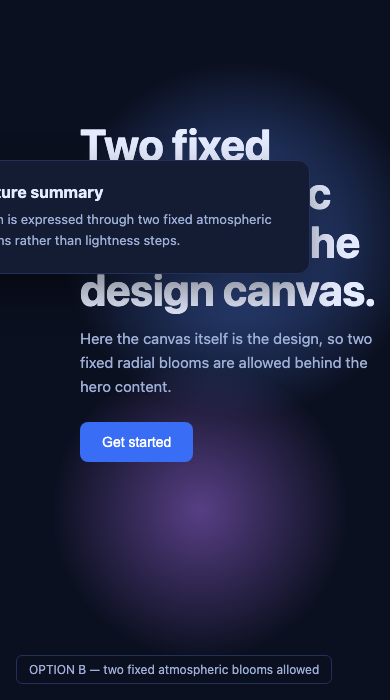 Two fixed
ture summary
n is expressed through two fixed atmospheric
ns rather than lightness steps.
c
he
design canvas.
Here the canvas itself is the design, so two
fixed radial blooms are allowed behind the
hero content.
Get started
OPTION B — two fixed atmospheric blooms allowed